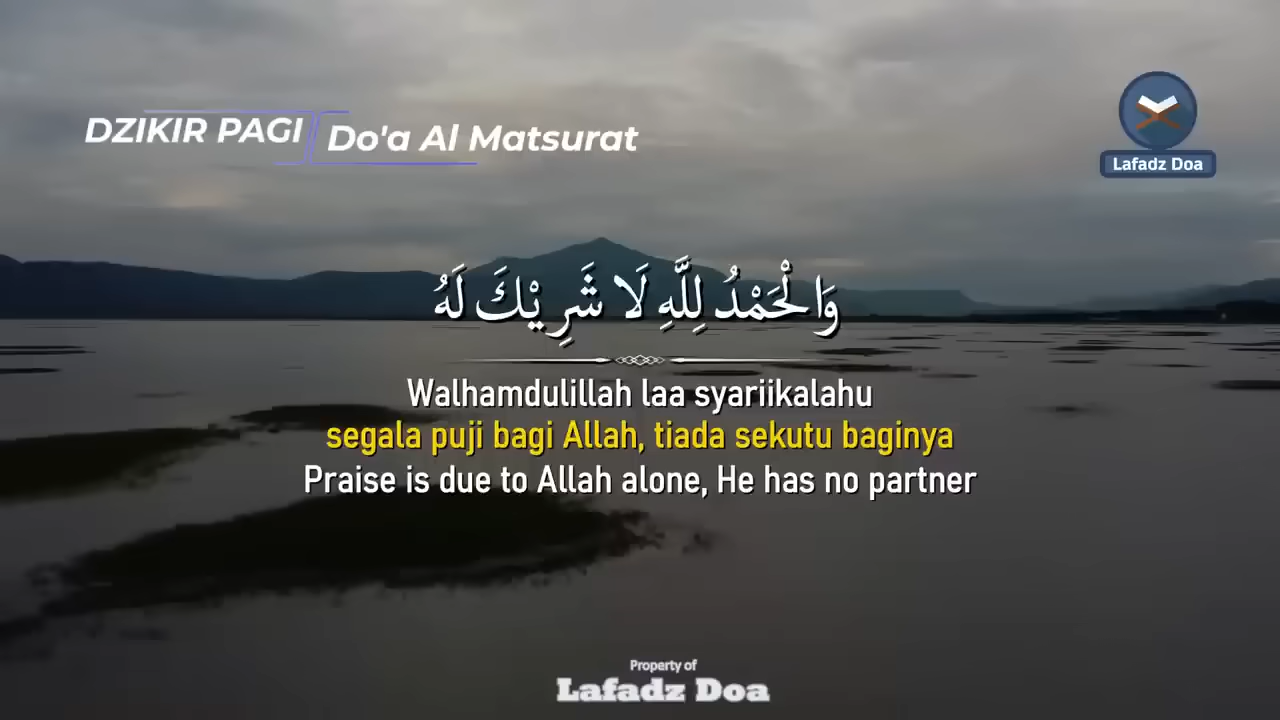 DZIKIR PAGI
Do'a Al Matsurat
Lafadz Doa
وَالْحَمْدُ لِلَّهِ لَا شَرِيْكَ لَهُ
Walhamdulillah laa syariikalahu
segala puji bagi Allah, tiada sekutu baginya
Praise is due to Allah alone, He has no partner
Property of
Lafadz Doa